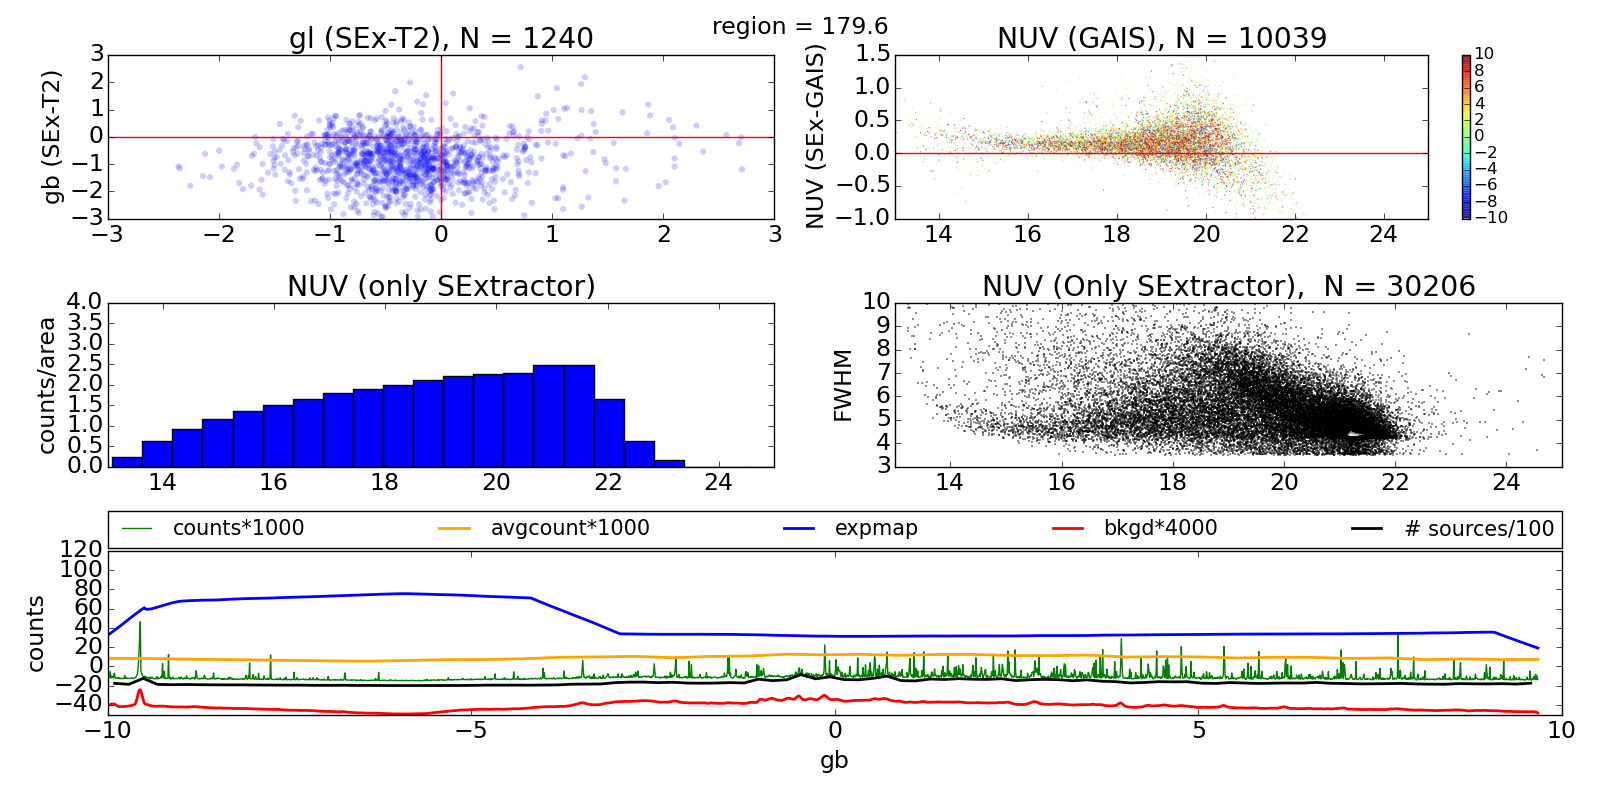 region = 179.6
gl (SEx-T2), N = 1240
gb (SEx-T2)
3
2
1
0
−1
−2
−3
−3 −2 −1 0 1 2 3
NUV (GAIS), N = 10039
NUV (SEx-GAIS)
1.5
1.0
0.5
0.0
−0.5
−1.0
14 16 18 20 22 24
10
8
6
4
2
0
−2
−4
−6
−8
−10
NUV (only SExtractor)
counts/area
4.0
3.5
3.0
2.5
2.0
1.5
1.0
0.5
0.0
14 16 18 20 22 24
NUV (Only SExtractor),  N = 30206
FWHM
10
9
8
7
6
5
4
3
14 16 18 20 22 24
counts*1000 avgcount*1000 expmap bkgd*4000 # sources/100
counts
120
100
80
60
40
20
0
−20
−40
−10 −5 0 5 10
gb